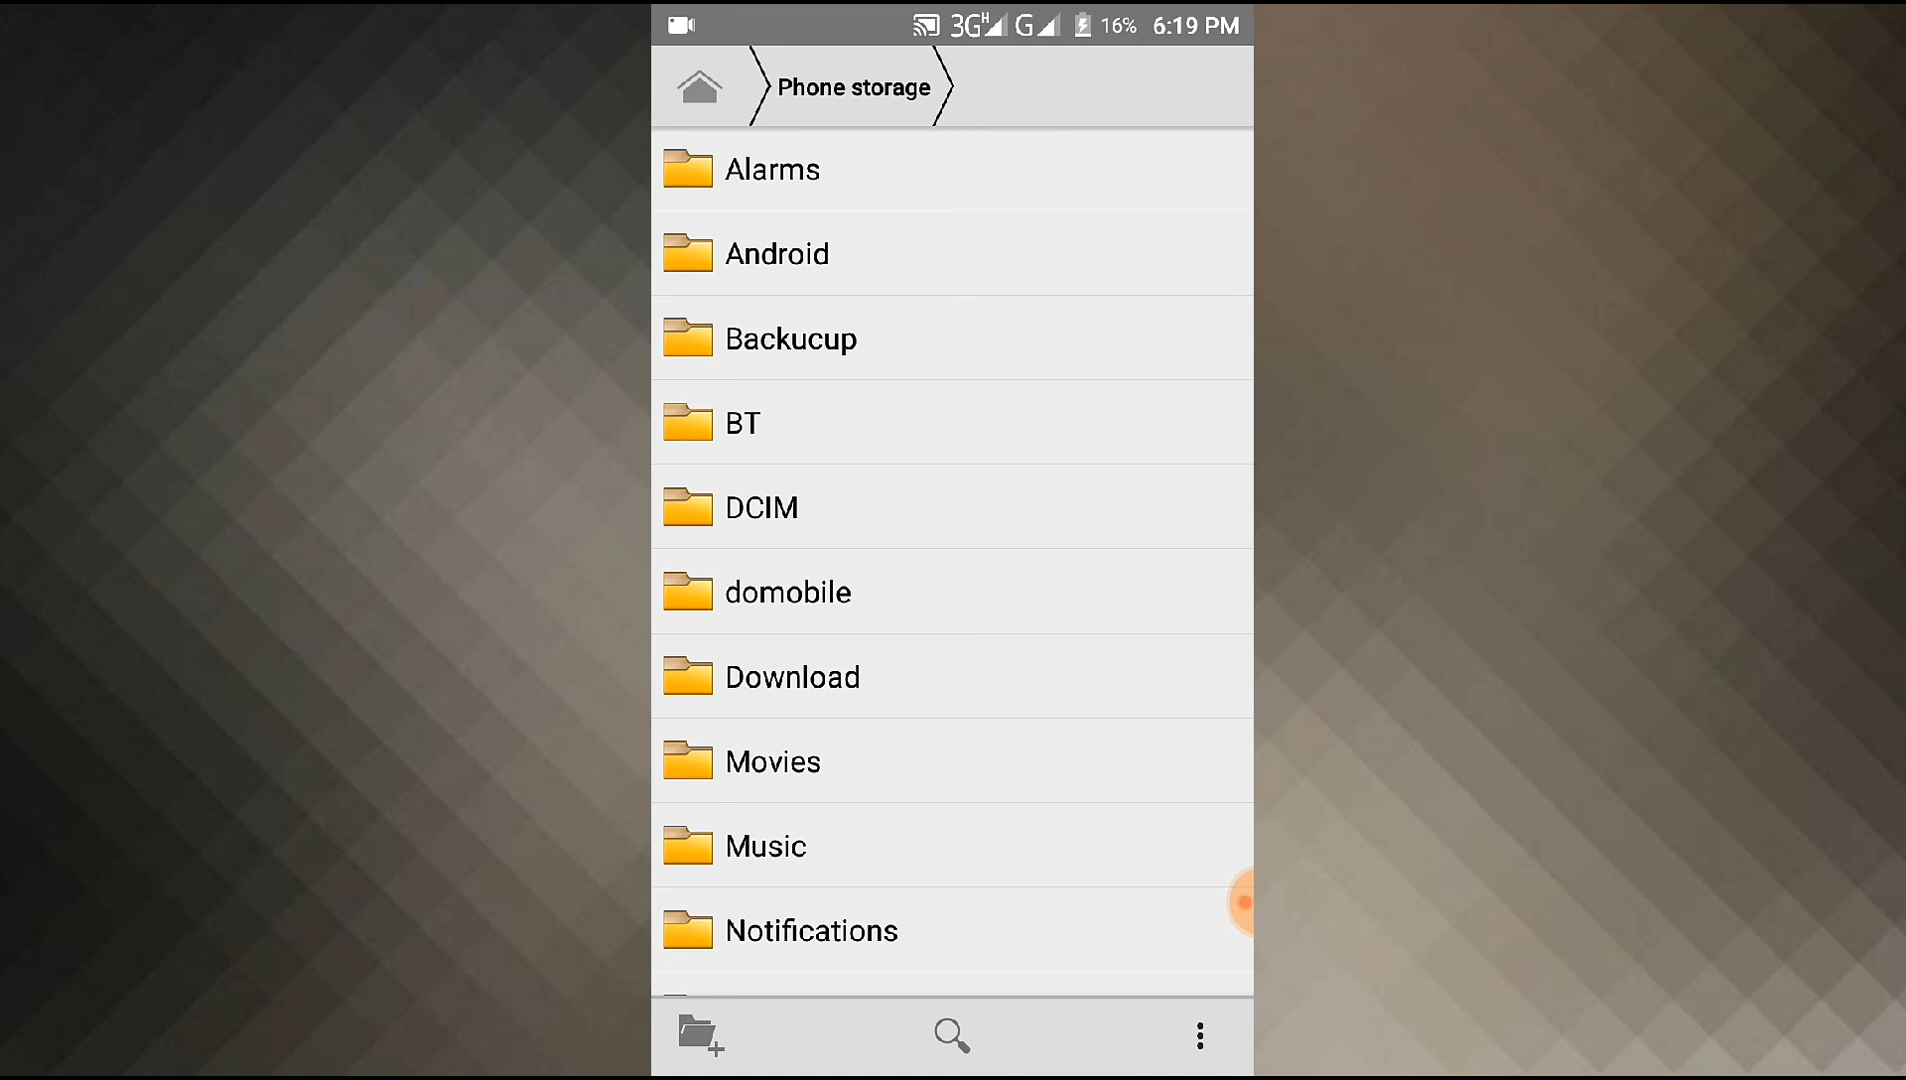 3G H G 16% 6:19 PM
Phone storage
Alarms
Android
Backucup
BT
DCIM
domobile
Download
Movies
Music
Notifications